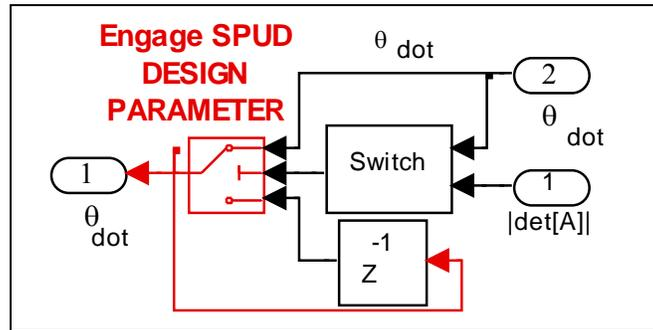 Engage SPUD
DESIGN
PARAMETER
θ dot
2
θ dot
Switch
1
|det[A]|
1
θ dot
-1
Z